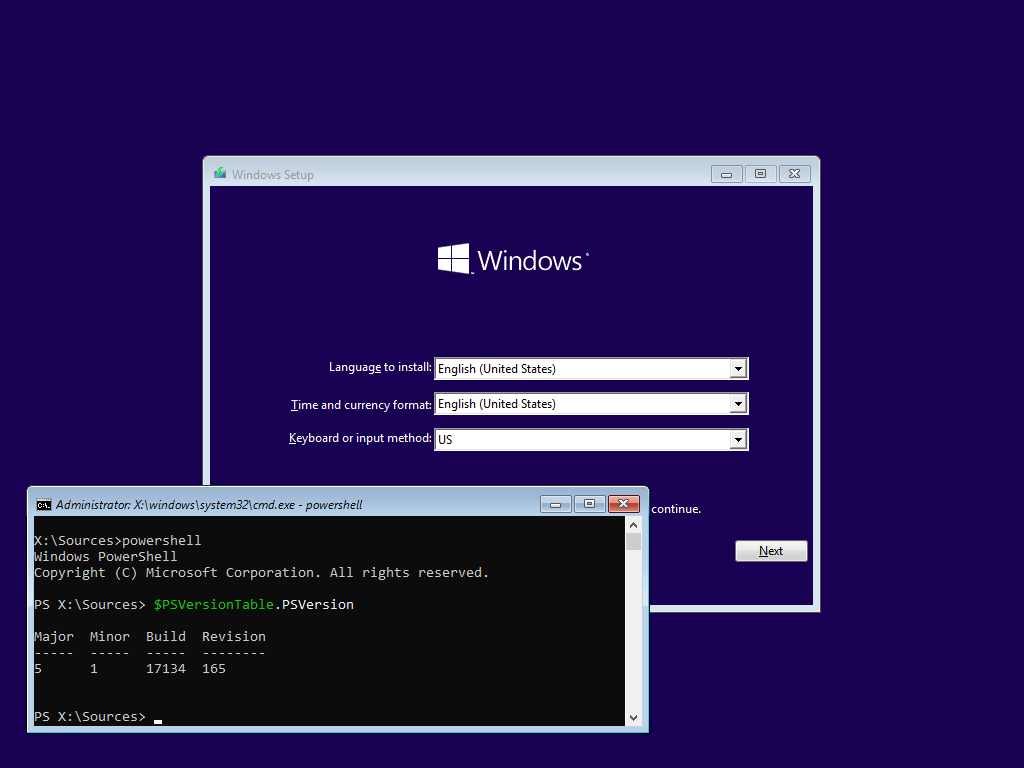 Windows Setup
Windows
Language to install: English (United States)
Time and currency format: English (United States)
Keyboard or input method: US
continue.
Next
Administrator: X:\windows\system32\cmd.exe - powershell
X:\Sources>powershell
Windows PowerShell
Copyright (C) Microsoft Corporation. All rights reserved.
PS X:\Sources> $PSVersionTable.PSVersion
Major  Minor  Build  Revision
-----  -----  -----  --------
5      1      17134  165
PS X:\Sources> _